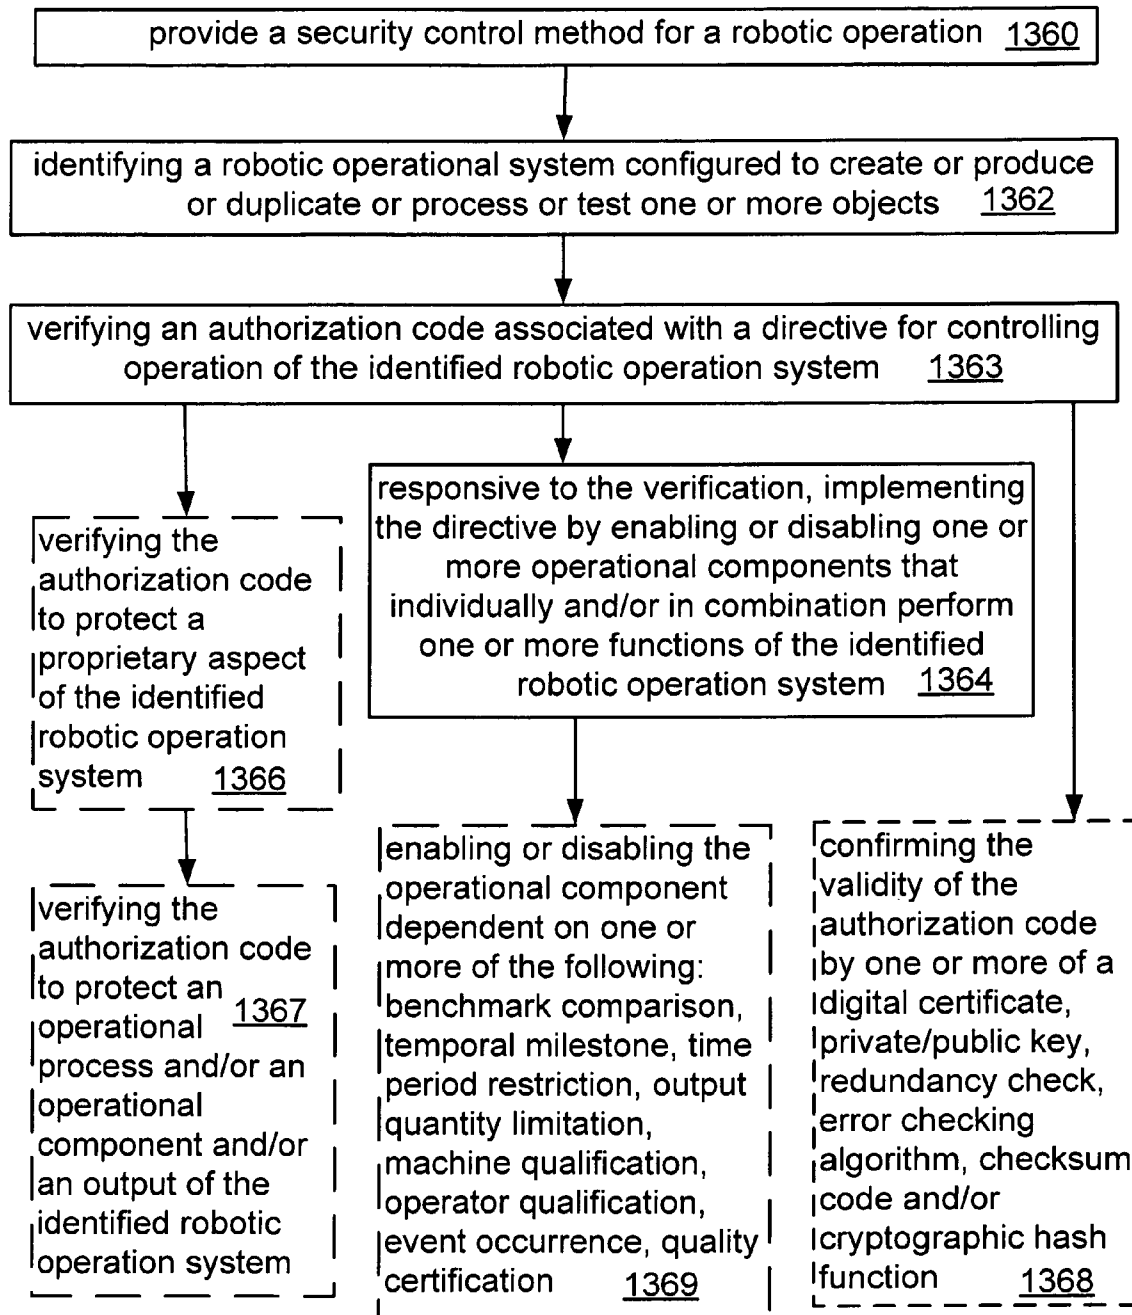 provide a security control method for a robotic operation 1360
identifying a robotic operational system configured to create or produce
or duplicate or process or test one or more objects 1362
verifying an authorization code associated with a directive for controlling
operation of the identified robotic operation system 1363
responsive to the verification, implementing
the directive by enabling or disabling one or
more operational components that
individually and/or in combination perform
one or more functions of the identified
robotic operation system 1364
verifying the
authorization code
to protect a
proprietary aspect
of the identified
robotic operation
system 1366
verifying the
authorization code
to protect an 1367
operational
process and/or an
operational
component and/or
an output of the
identified robotic
operation system
enabling or disabling the
operational component
dependent on one or
more of the following:
benchmark comparison,
temporal milestone, time
period restriction, output
quantity limitation,
machine qualification,
operator qualification,
event occurrence, quality
certification 1369
confirming the
validity of the
authorization code
by one or more of a
digital certificate,
private/public key,
redundancy check,
error checking
algorithm, checksum
code and/or
cryptographic hash
function 1368